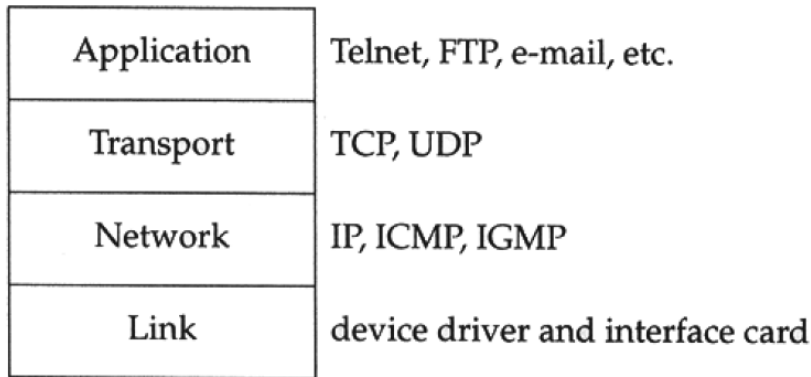 Application Telnet, FTP, e-mail, etc.
Transport TCP, UDP
Network IP, ICMP, IGMP
Link device driver and interface card